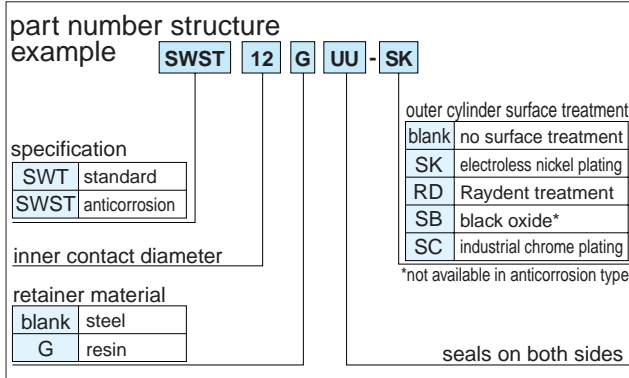 part number structure
example
SWST 12 G UU - SK
outer cylinder surface treatment
blank no surface treatment
SK electroless nickel plating
RD Raydent treatment
SB black oxide*
SC industrial chrome plating
*not available in anticorrosion type
specification
SWT standard
SWST anticorrosion
inner contact diameter
retainer material
blank steel
G resin
seals on both sides